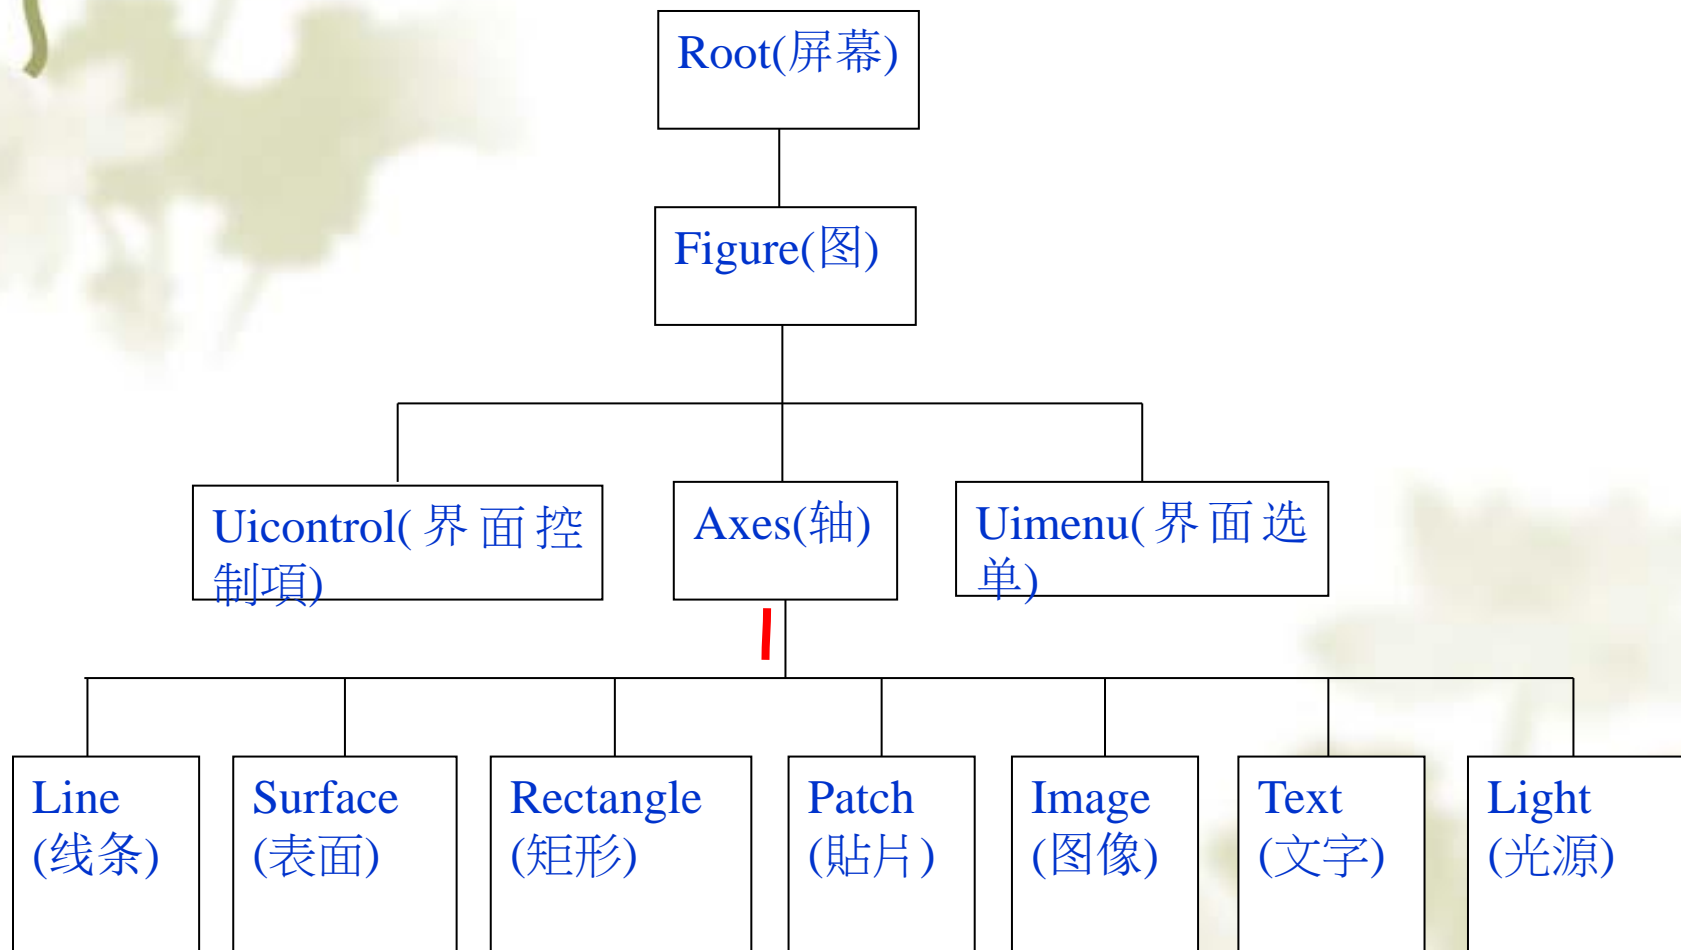 Root(屏幕)
Figure(图)
Uicontrol(界面控
制項)
Axes(轴)
Uimenu(界面选
单)
Line
(线条)
Surface
(表面)
Rectangle
(矩形)
Patch
(貼片)
Image
(图像)
Text
(文字)
Light
(光源)